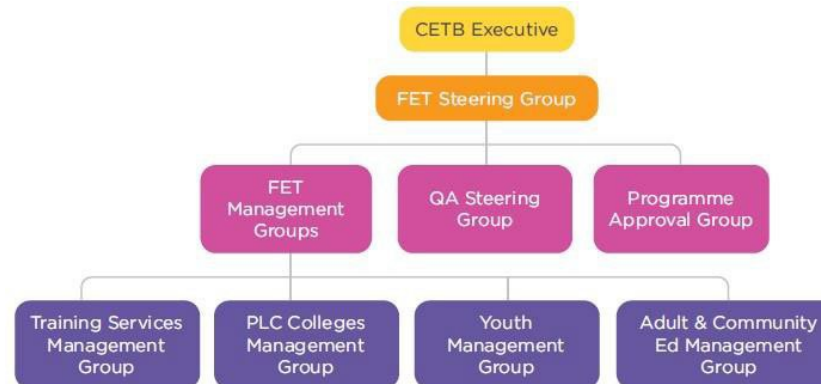 CETB Executive
FET Steering Group
FET
Management
Groups
QA Steering
Group
Programme
Approval Group
Training Services
Management
Group
PLC Colleges
Management
Group
Youth
Management
Group
Adult & Community
Ed Management
Group